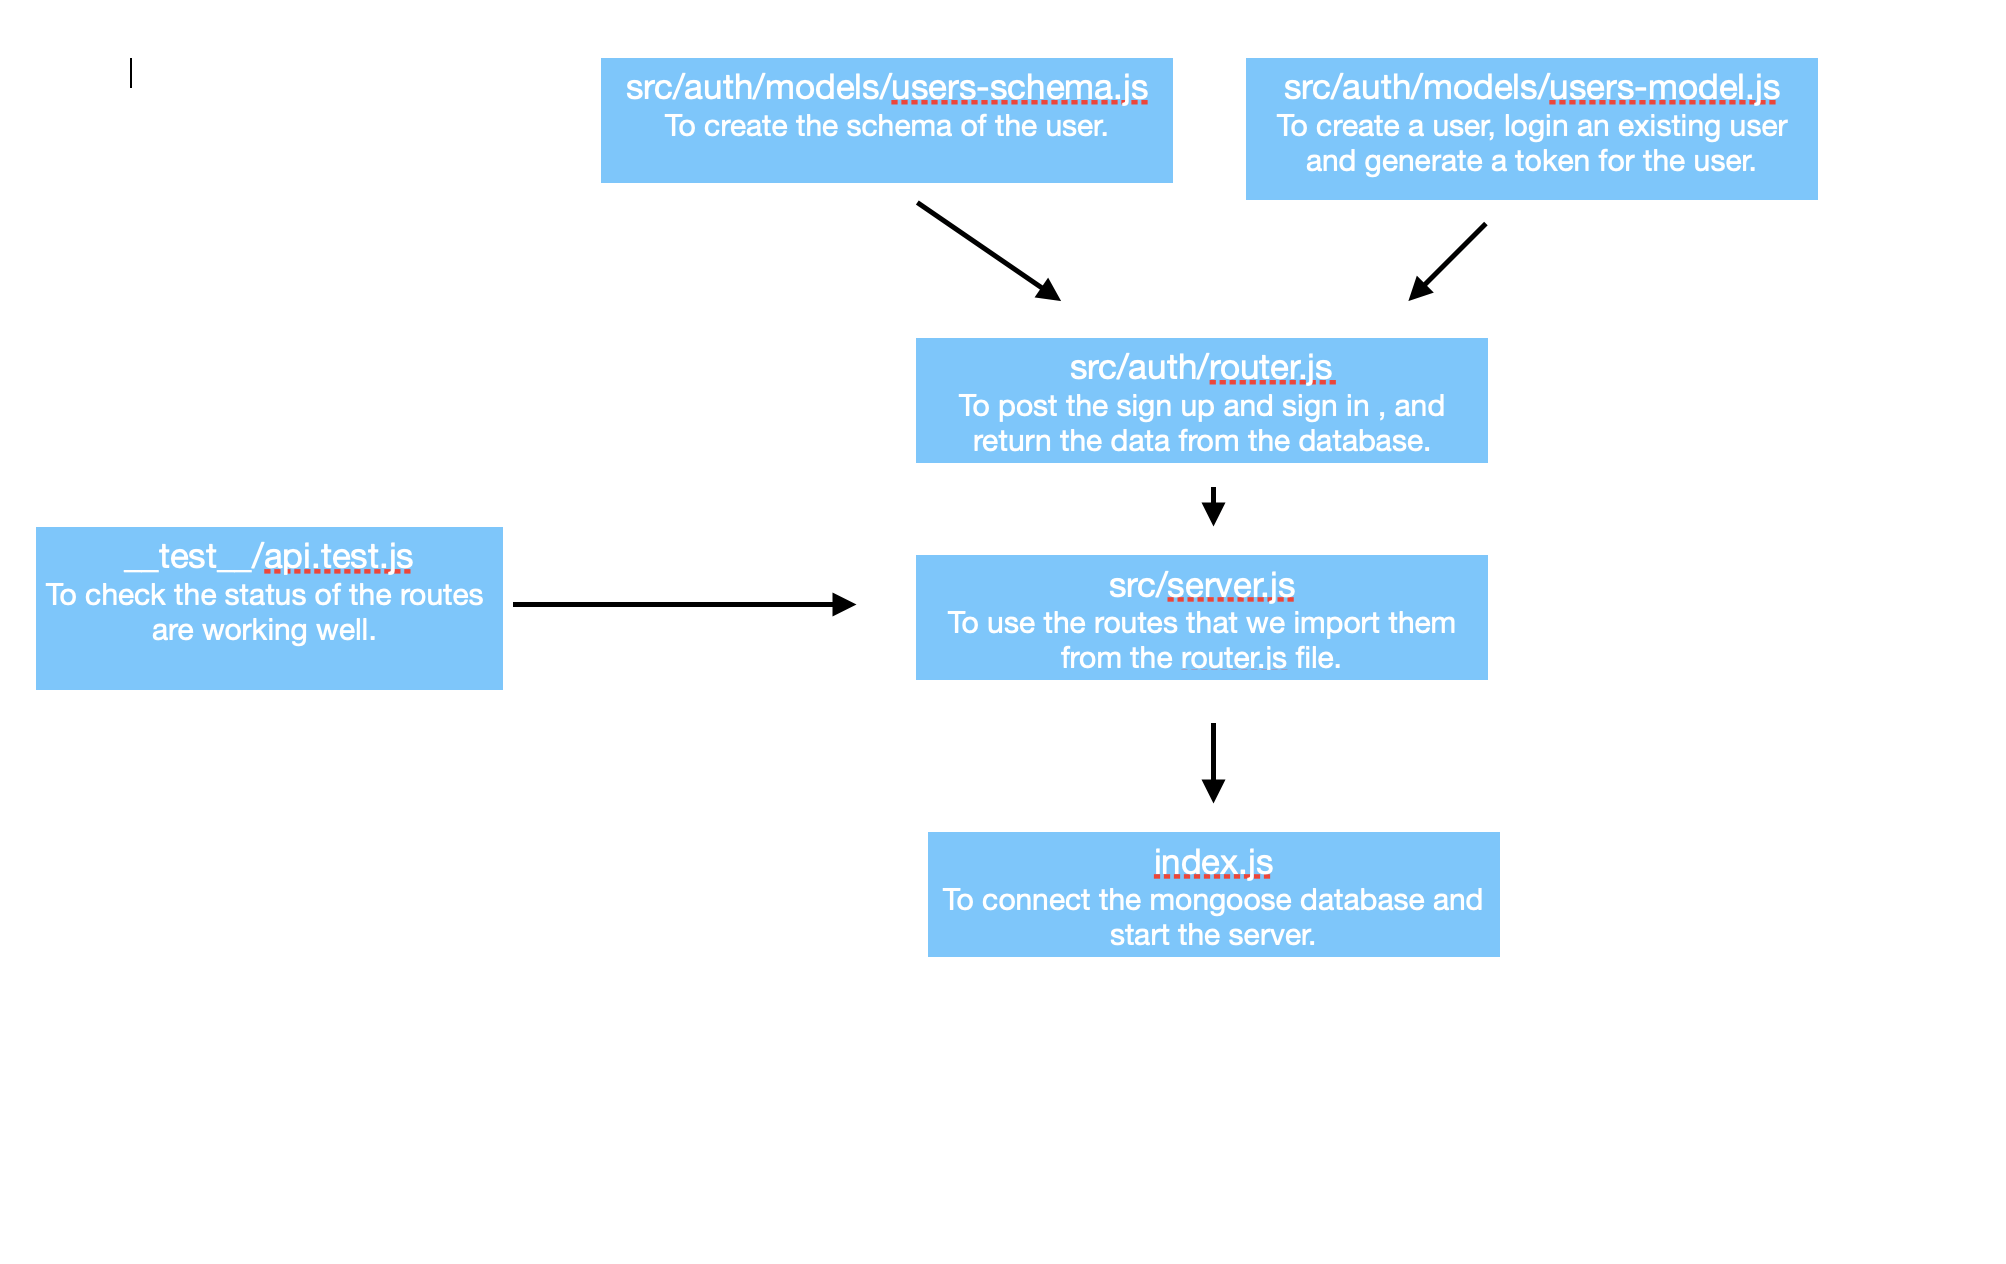 src/auth/models/users-schema.js
To create the schema of the user.
src/auth/models/users-model.js
To create a user, login an existing user
and generate a token for the user.
src/auth/router.js
To post the sign up and sign in , and
return the data from the database.
__test__/api.test.js
To check the status of the routes
are working well.
src/server.js
To use the routes that we import them
from the router.js file.
index.js
To connect the mongoose database and
start the server.